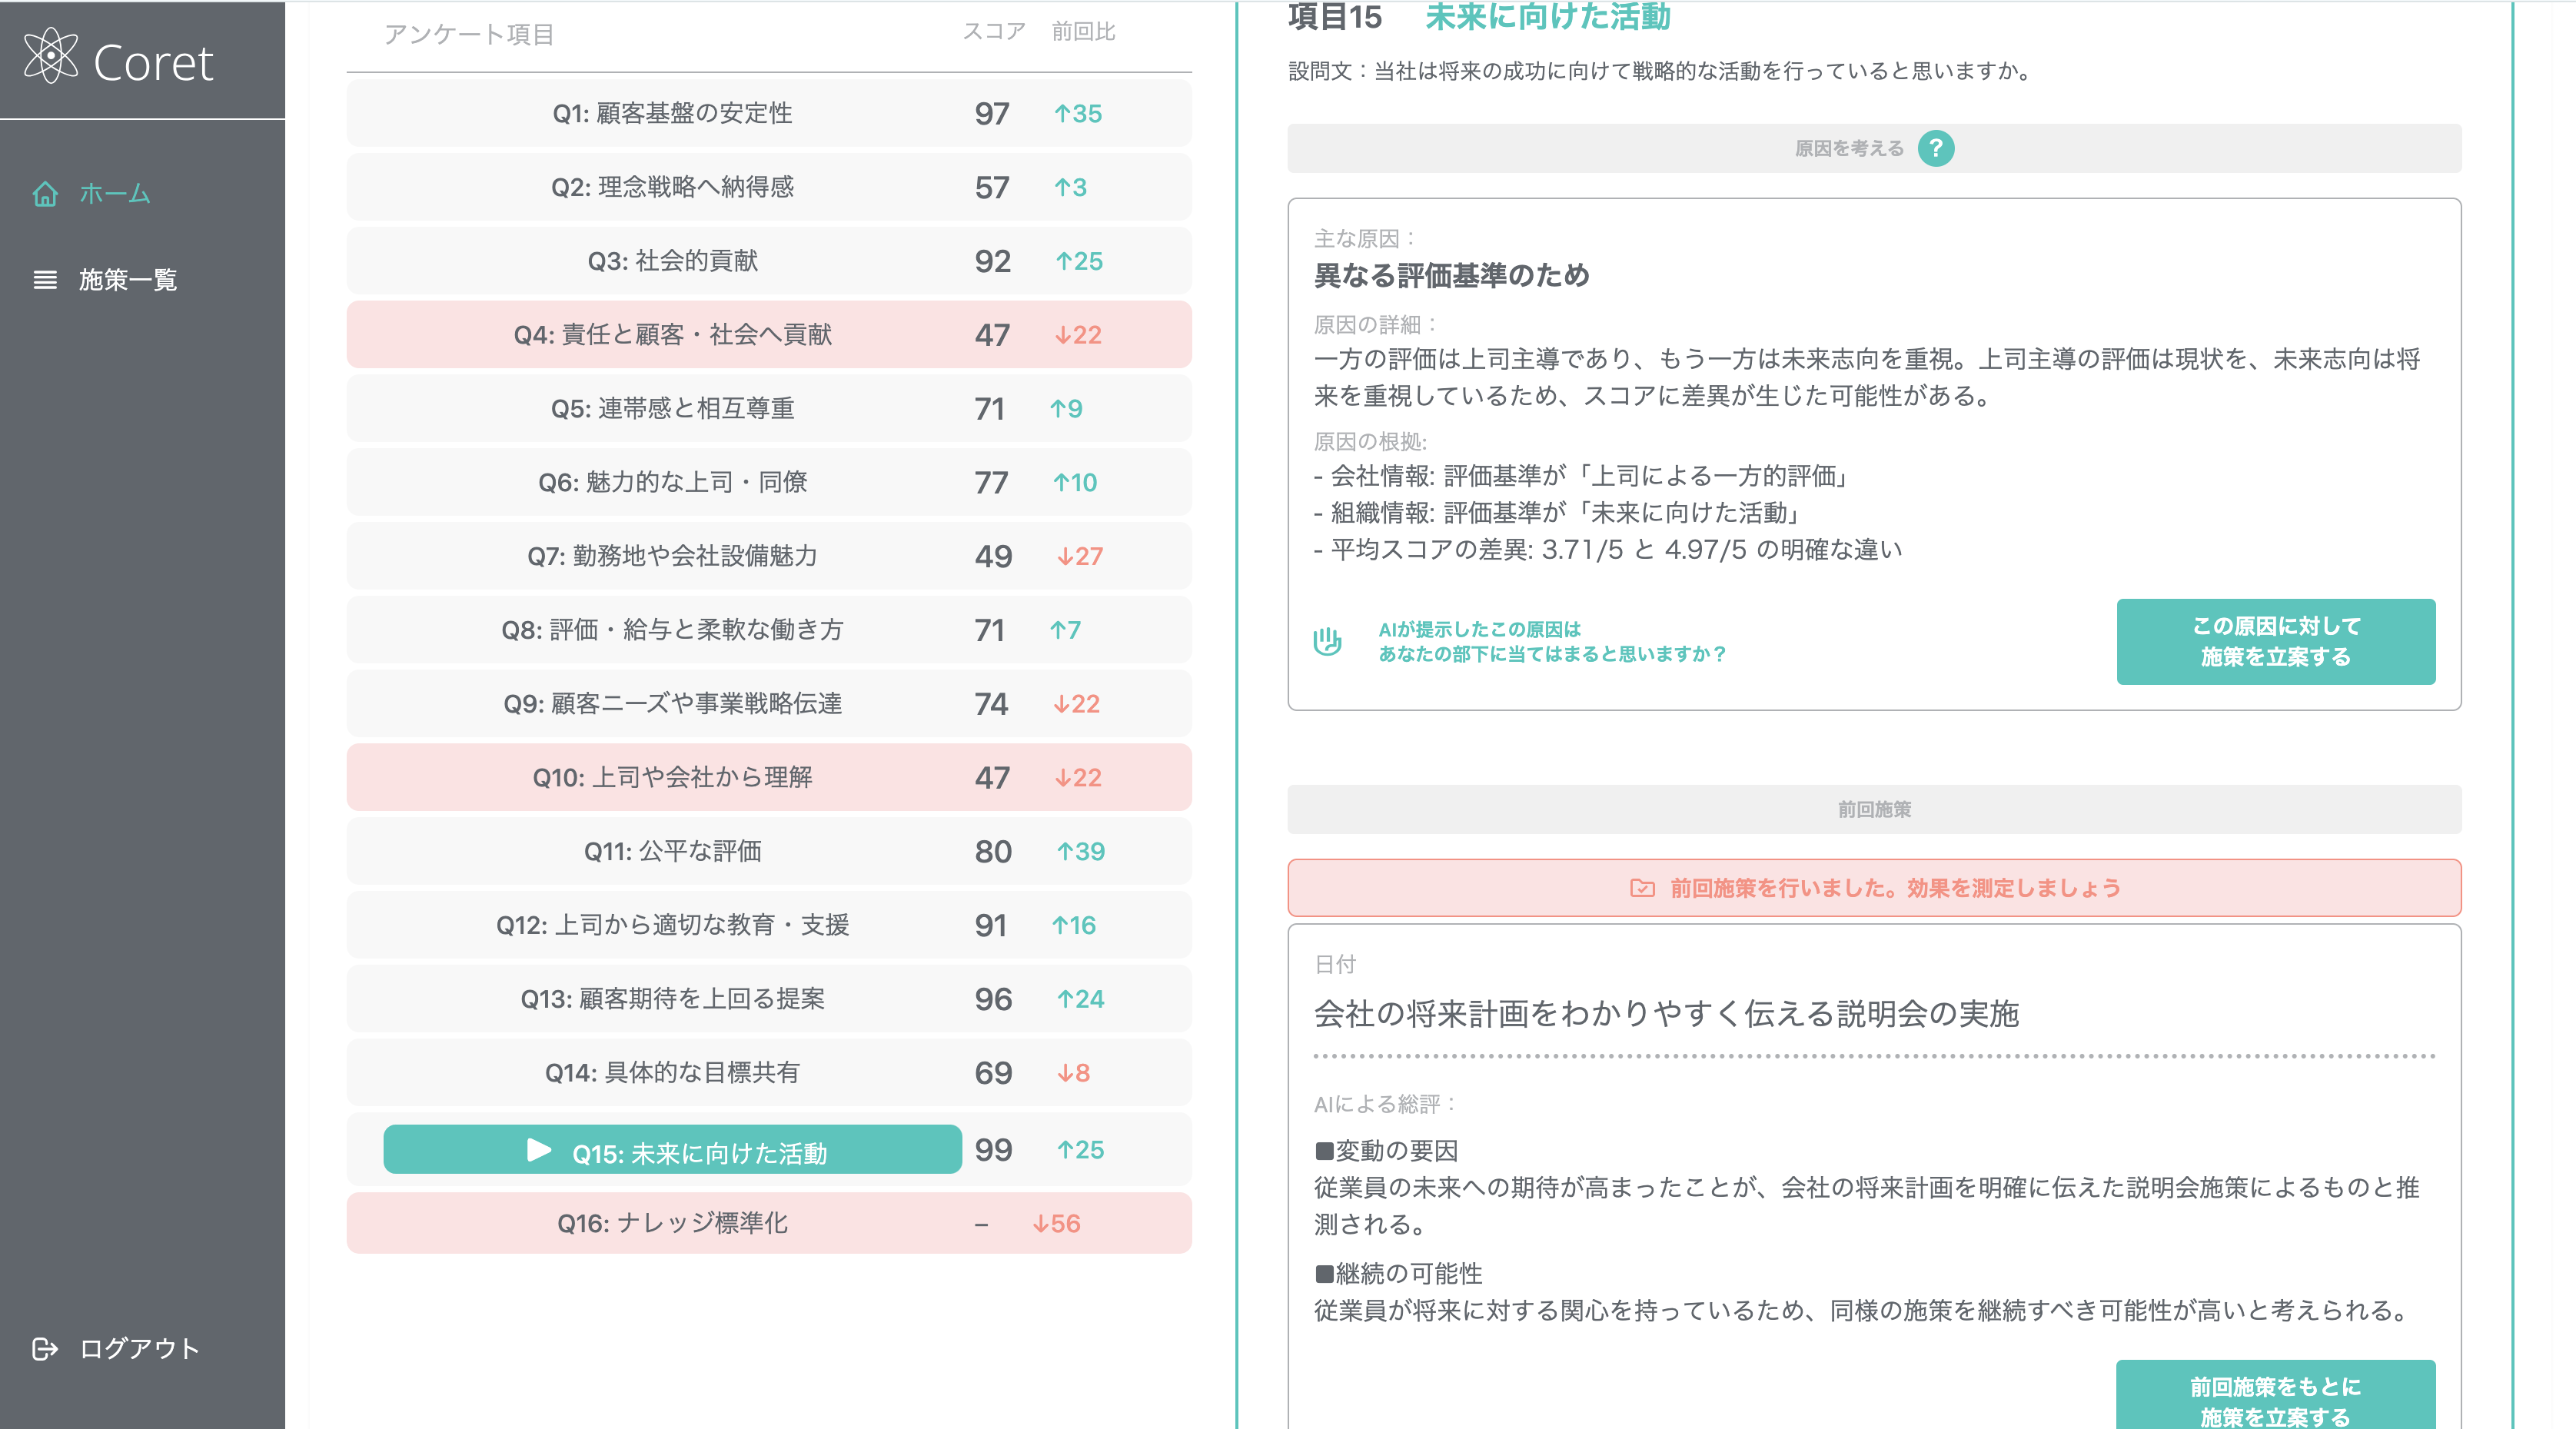 Coret
ホーム
施策一覧
ログアウト
アンケート項目 スコア 前回比
Q1: 顧客基盤の安定性 97 ↑35
Q2: 理念戦略へ納得感 57 ↑3
Q3: 社会的貢献 92 ↑25
Q4: 責任と顧客・社会へ貢献 47 ↓22
Q5: 連帯感と相互尊重 71 ↑9
Q6: 魅力的な上司・同僚 77 ↑10
Q7: 勤務地や会社設備魅力 49 ↓27
Q8: 評価・給与と柔軟な働き方 71 ↑7
Q9: 顧客ニーズや事業戦略伝達 74 ↓22
Q10: 上司や会社から理解 47 ↓22
Q11: 公平な評価 80 ↑39
Q12: 上司から適切な教育・支援 91 ↑16
Q13: 顧客期待を上回る提案 96 ↑24
Q14: 具体的な目標共有 69 ↓8
Q15: 未来に向けた活動 99 ↑25
Q16: ナレッジ標準化 – ↓56
項目15 未来に向けた活動
設問文：当社は将来の成功に向けて戦略的な活動を行っていると思いますか。
原因を考える ?
主な原因：
異なる評価基準のため
原因の詳細：
一方の評価は上司主導であり、もう一方は未来志向を重視。上司主導の評価は現状を、未来志向は将
来を重視しているため、スコアに差異が生じた可能性がある。
原因の根拠:
- 会社情報: 評価基準が「上司による一方的評価」
- 組織情報: 評価基準が「未来に向けた活動」
- 平均スコアの差異: 3.71/5 と 4.97/5 の明確な違い
AIが提示したこの原因は
あなたの部下に当てはまると思いますか？
この原因に対して
施策を立案する
前回施策
前回施策を行いました。効果を測定しましょう
日付
会社の将来計画をわかりやすく伝える説明会の実施
AIによる総評：
■変動の要因
従業員の未来への期待が高まったことが、会社の将来計画を明確に伝えた説明会施策によるものと推
測される。
■継続の可能性
従業員が将来に対する関心を持っているため、同様の施策を継続すべき可能性が高いと考えられる。
前回施策をもとに
施策を立案する